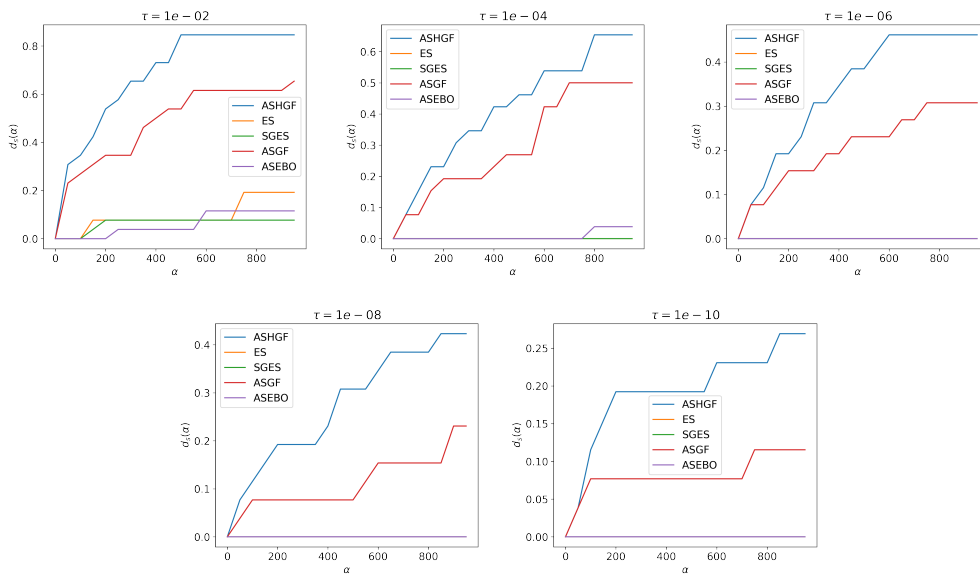 τ = 1e − 02
d_s(α)
0.8
0.6
0.4
0.2
0.0
ASHGF
ES
SGES
ASGF
ASEBO
0 200 400 600 800
α
τ = 1e − 04
d_s(α)
0.6
0.5
0.4
0.3
0.2
0.1
0.0
ASHGF
ES
SGES
ASGF
ASEBO
0 200 400 600 800
α
τ = 1e − 06
d_s(α)
0.4
0.3
0.2
0.1
0.0
ASHGF
ES
SGES
ASGF
ASEBO
0 200 400 600 800
α
τ = 1e − 08
d_s(α)
0.4
0.3
0.2
0.1
0.0
ASHGF
ES
SGES
ASGF
ASEBO
0 200 400 600 800
α
τ = 1e − 10
d_s(α)
0.25
0.20
0.15
0.10
0.05
0.00
ASHGF
ES
SGES
ASGF
ASEBO
0 200 400 600 800
α